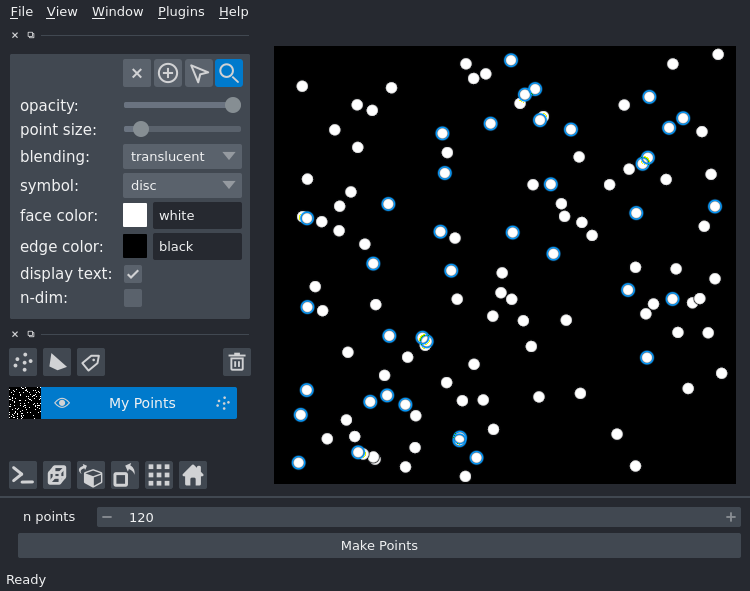 File View Window Plugins Help
opacity:
point size:
blending: translucent
symbol: disc
face color: white
edge color: black
display text:
n-dim:
My Points
n points 120
Make Points
Ready